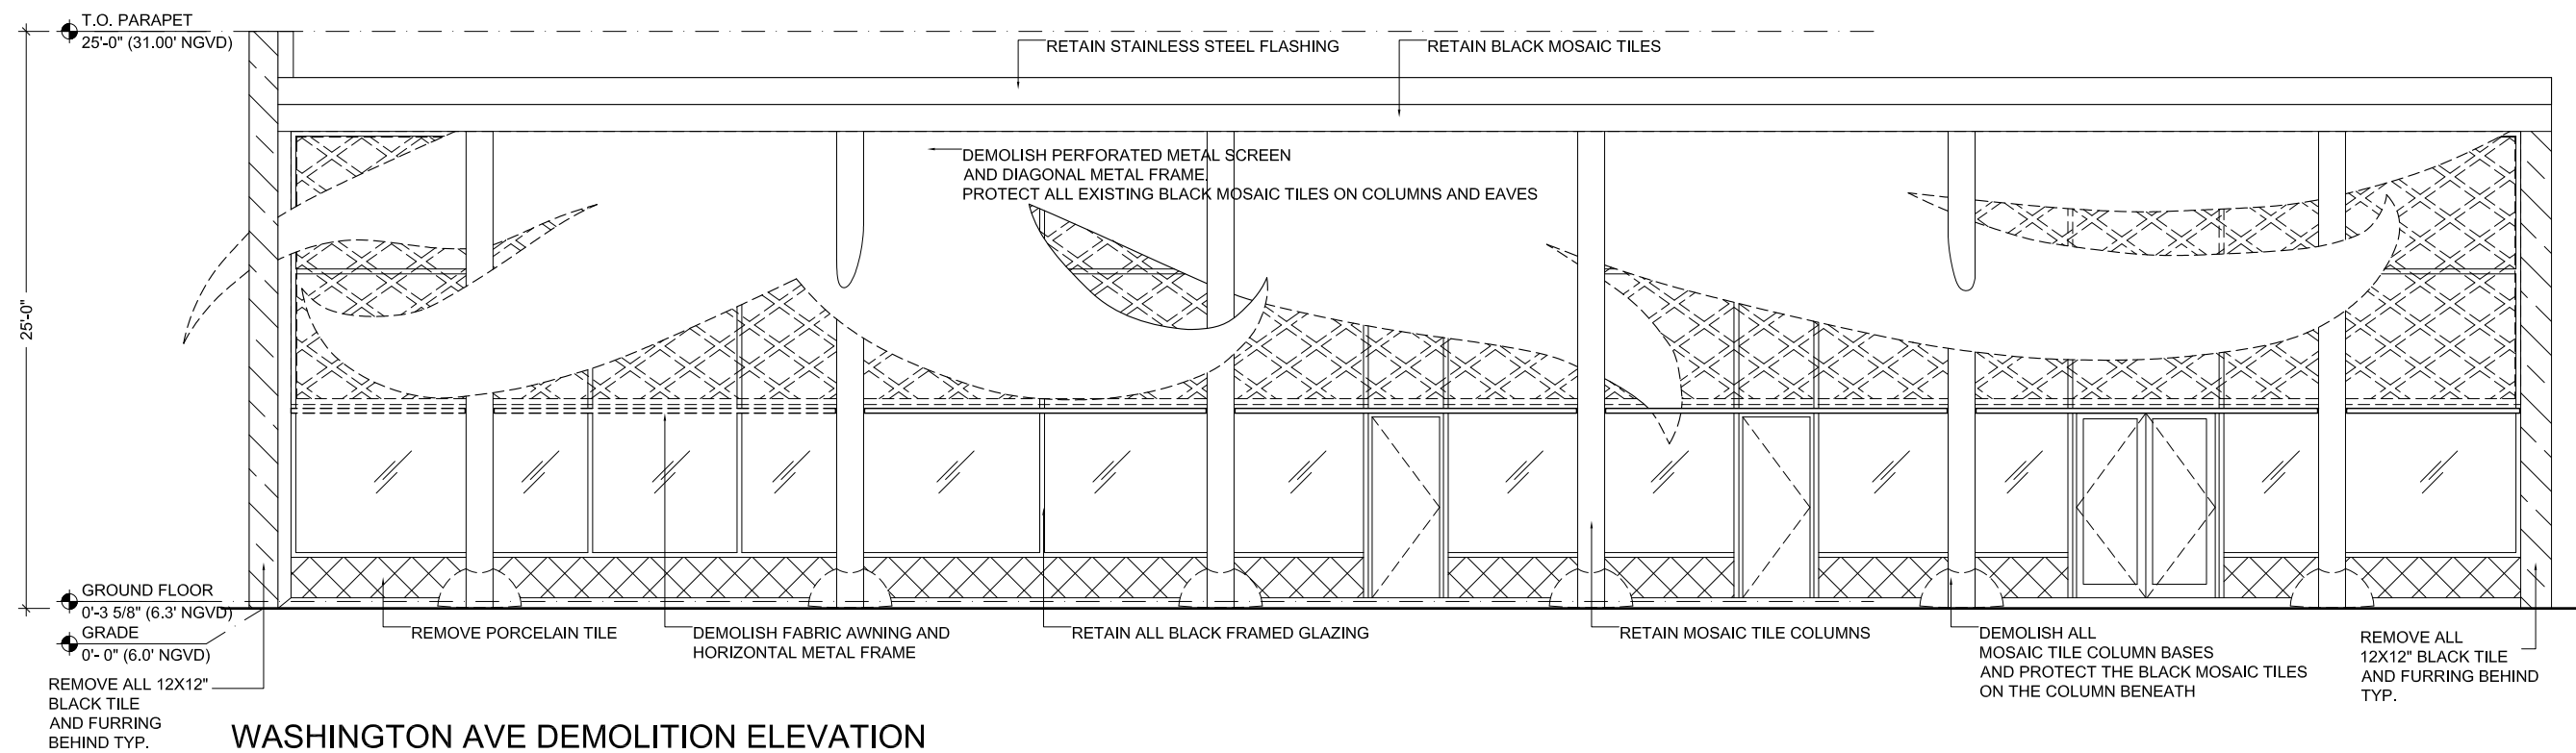 T.O. PARAPET
25'-0" (31.00' NGVD)
RETAIN STAINLESS STEEL FLASHING
RETAIN BLACK MOSAIC TILES
DEMOLISH PERFORATED METAL SCREEN
AND DIAGONAL METAL FRAME.
PROTECT ALL EXISTING BLACK MOSAIC TILES ON COLUMNS AND EAVES
25'-0"
GROUND FLOOR
0'-3 5/8" (6.3' NGVD)
GRADE
0'- 0" (6.0' NGVD)
REMOVE ALL 12X12"
BLACK TILE
AND FURRING
BEHIND TYP.
REMOVE PORCELAIN TILE
DEMOLISH FABRIC AWNING AND
HORIZONTAL METAL FRAME
RETAIN ALL BLACK FRAMED GLAZING
RETAIN MOSAIC TILE COLUMNS
DEMOLISH ALL
MOSAIC TILE COLUMN BASES
AND PROTECT THE BLACK MOSAIC TILES
ON THE COLUMN BENEATH
REMOVE ALL
12X12" BLACK TILE
AND FURRING BEHIND
TYP.
WASHINGTON AVE DEMOLITION ELEVATION